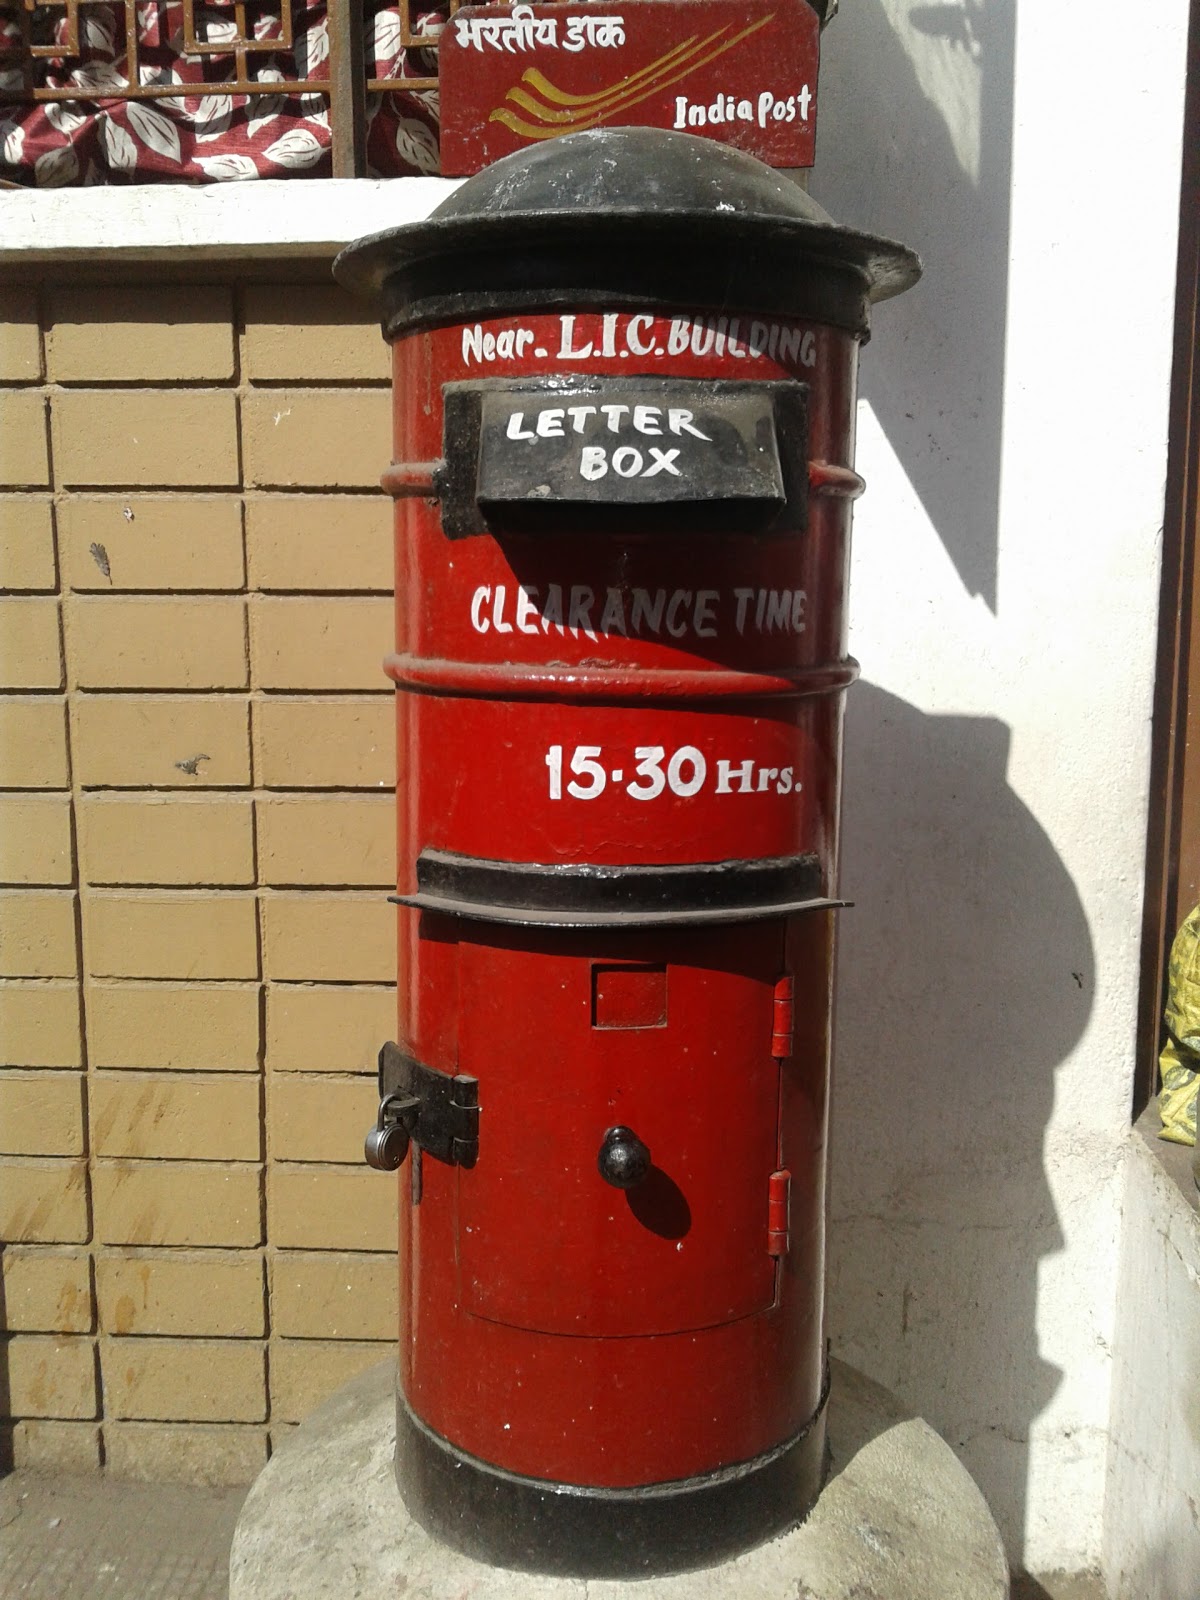 भरतीय डाक
India Post
Near. L.I.C. BUILDING
LETTER
BOX
CLEARANCE TIME
15.30 Hrs.